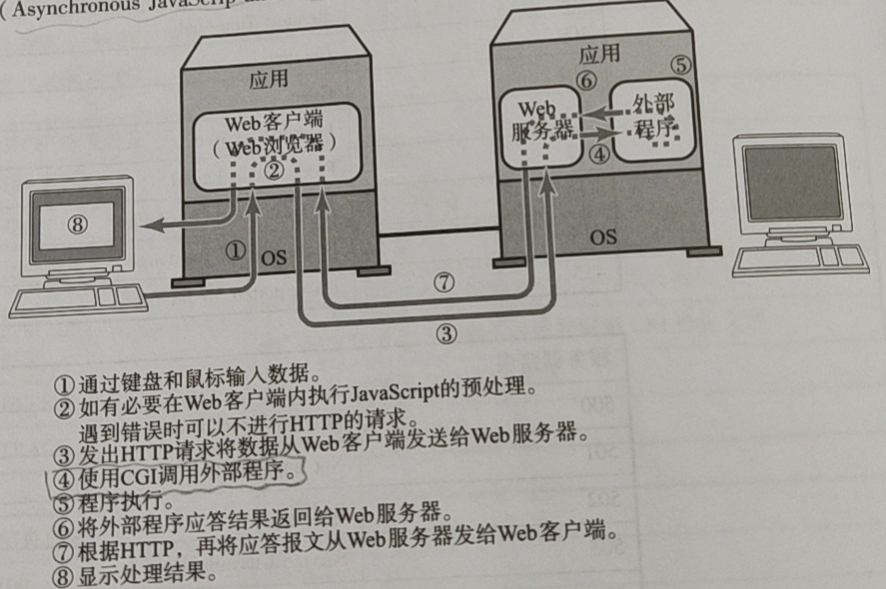 (Asynchronous JavaScrip
应用
Web客户端
（Web浏览器）
②
①
OS
⑧
应用
⑥
⑤
Web
服务器
外部
程序
④
OS
⑦
③
①通过键盘和鼠标输入数据。
②如有必要在Web客户端内执行JavaScript的预处理。
遇到错误时可以不进行HTTP的请求。
③发出HTTP请求将数据从Web客户端发送给Web服务器。
④使用CGI调用外部程序。
⑤程序执行。
⑥将外部程序应答结果返回给Web服务器。
⑦根据HTTP，再将应答报文从Web服务器发给Web客户端。
⑧显示处理结果。